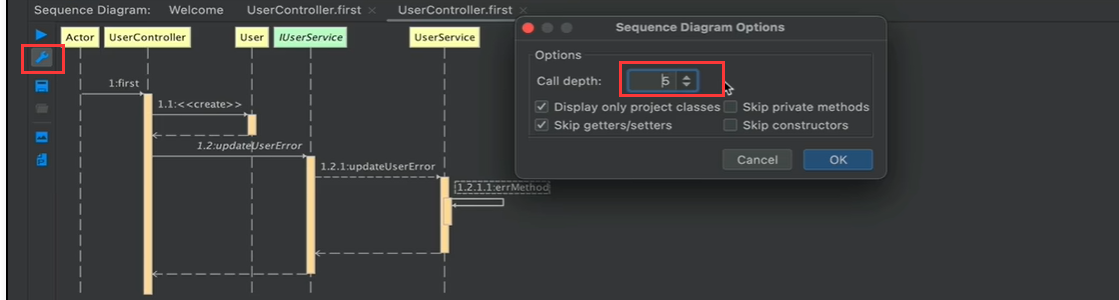 Sequence Diagram: Welcome UserController.first × UserController.first ×
Sequence Diagram Options
Actor UserController User IUserService UserService
Options
Call depth: 5
1:first
1.1:<<create>>
Display only project classes Skip private methods
Skip getters/setters Skip constructors
1.2:updateUserError
1.2.1:updateUserError
Cancel OK
1.2.1.1:errMethod